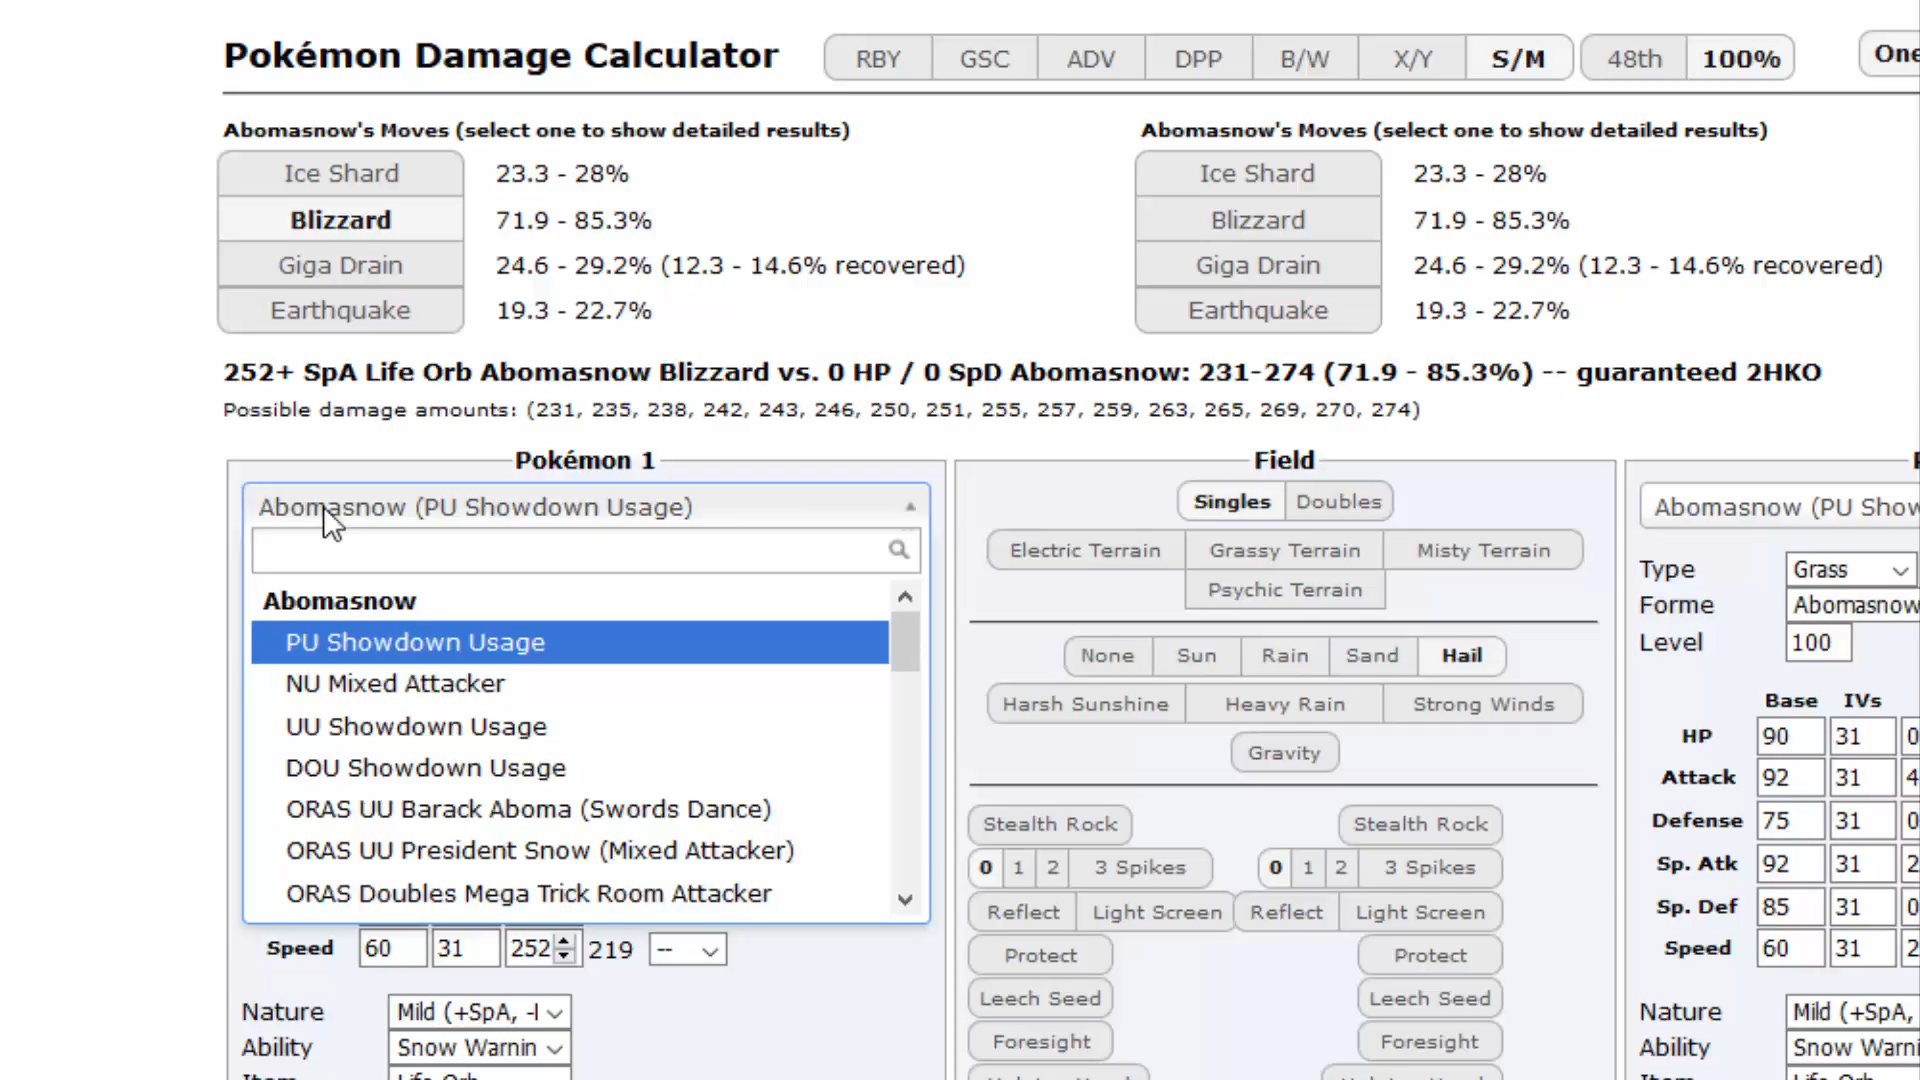 Pokémon Damage Calculator RBY GSC ADV DPP B/W X/Y S/M 48th 100%
Abomasnow's Moves (select one to show detailed results)
Ice Shard 23.3 - 28%
Blizzard 71.9 - 85.3%
Giga Drain 24.6 - 29.2% (12.3 - 14.6% recovered)
Earthquake 19.3 - 22.7%
Abomasnow's Moves (select one to show detailed results)
Ice Shard 23.3 - 28%
Blizzard 71.9 - 85.3%
Giga Drain 24.6 - 29.2% (12.3 - 14.6% recovered)
Earthquake 19.3 - 22.7%
252+ SpA Life Orb Abomasnow Blizzard vs. 0 HP / 0 SpD Abomasnow: 231-274 (71.9 - 85.3%) -- guaranteed 2HKO
Possible damage amounts: (231, 235, 238, 242, 243, 246, 250, 251, 255, 257, 259, 263, 265, 269, 270, 274)
Pokémon 1
Abomasnow (PU Showdown Usage)
Abomasnow
PU Showdown Usage
NU Mixed Attacker
UU Showdown Usage
DOU Showdown Usage
ORAS UU Barack Aboma (Swords Dance)
ORAS UU President Snow (Mixed Attacker)
ORAS Doubles Mega Trick Room Attacker
Speed 60 31 252 219 --
Nature Mild (+SpA, -
Ability Snow Warnin
Field
Singles Doubles
Electric Terrain Grassy Terrain Misty Terrain
Psychic Terrain
None Sun Rain Sand Hail
Harsh Sunshine Heavy Rain Strong Winds
Gravity
Stealth Rock Stealth Rock
0 1 2 3 Spikes 0 1 2 3 Spikes
Reflect Light Screen Reflect Light Screen
Protect Protect
Leech Seed Leech Seed
Foresight Foresight
Abomasnow (PU
Type Grass
Forme Abomasnow
Level 100
Base IVs
HP 90 31 0
Attack 92 31 4
Defense 75 31 0
Sp. Atk 92 31 2
Sp. Def 85 31 0
Speed 60 31 2
Nature Mild (+SpA,
Ability Snow Warni